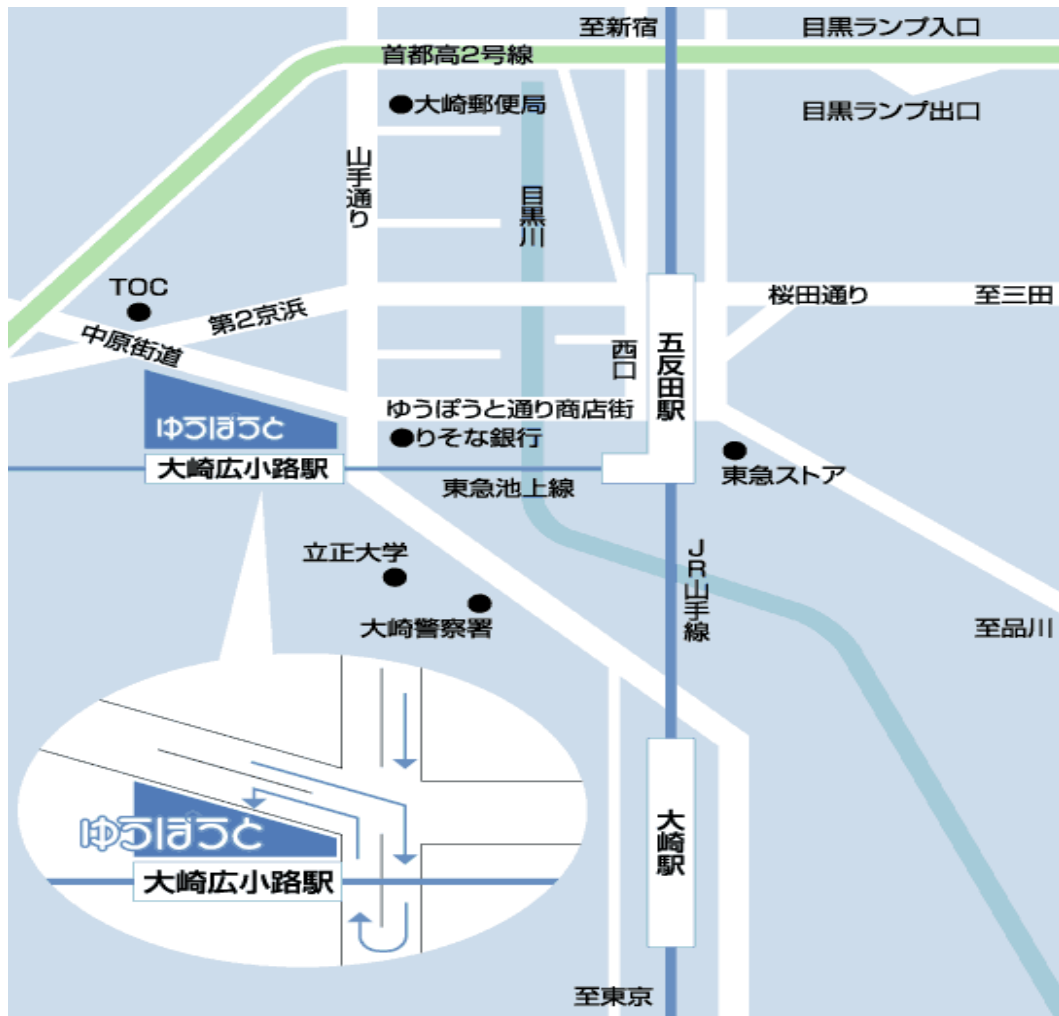 至新宿
目黒ランプ入口
首都高2号線
大崎郵便局
目黒ランプ出口
山手通り
目黒川
TOC
第2京浜
桜田通り
至三田
中原街道
西口
五反田駅
ゆうぽうと通り商店街
ゆうぽうと
りそな銀行
大崎広小路駅
東急池上線
東急ストア
立正大学
JR山手線
大崎警察署
至品川
ゆうぽうと
大崎広小路駅
大崎駅
至東京